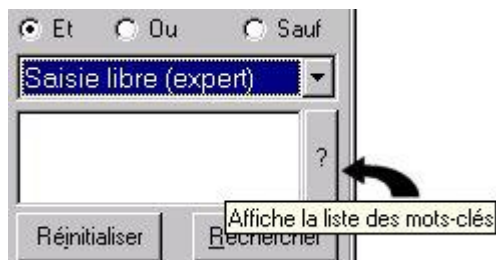 Et Ou Sauf
Saisie libre (expert)
?
Affiche la liste des mots-clés
Réinitialiser Rechercher